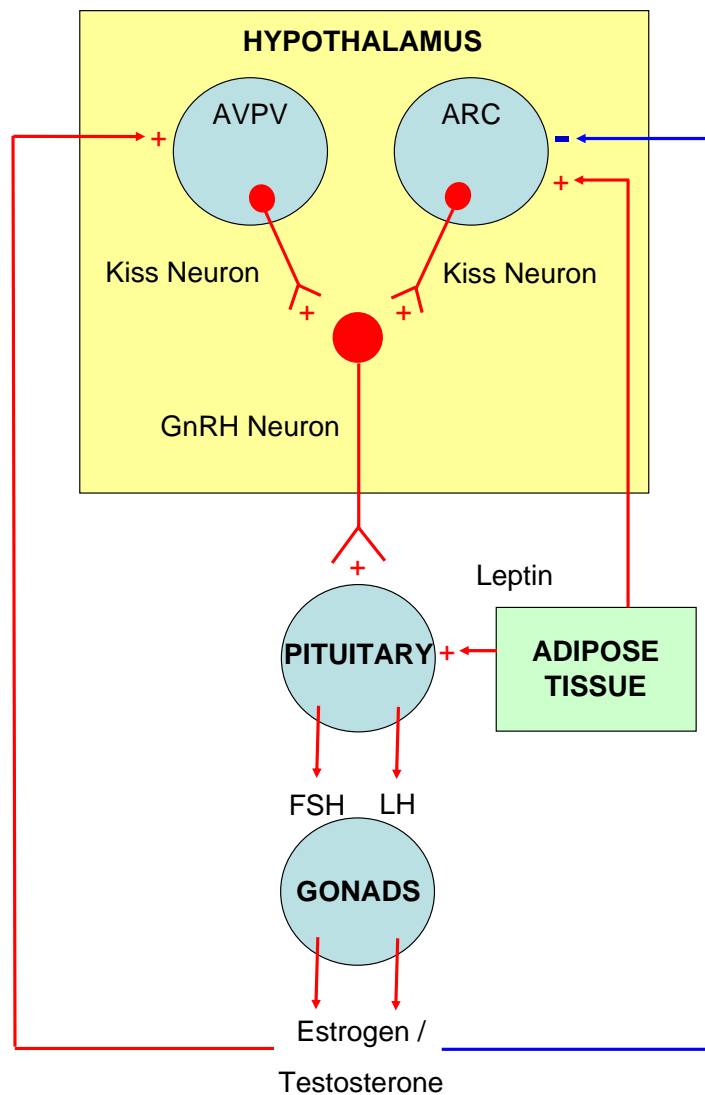 HYPOTHALAMUS
AVPV
ARC
+
-
+
Kiss Neuron
Kiss Neuron
+
+
GnRH Neuron
+
Leptin
PITUITARY
+
ADIPOSE
TISSUE
FSH
LH
GONADS
Estrogen /
Testosterone